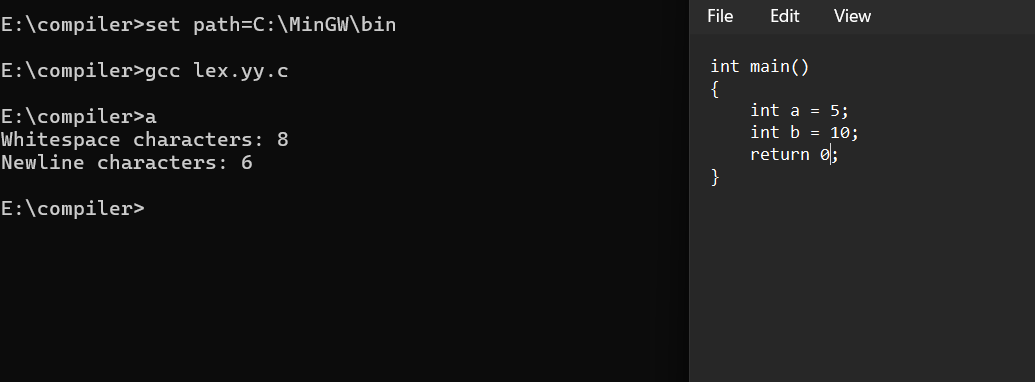 E:\compiler>set path=C:\MinGW\bin
E:\compiler>gcc lex.yy.c
E:\compiler>a
Whitespace characters: 8
Newline characters: 6
E:\compiler>
File Edit View
int main()
{
    int a = 5;
    int b = 10;
    return 0;
}